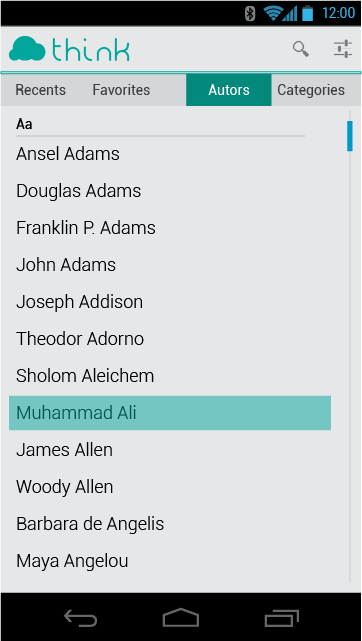 12:00
think
Recents Favorites Autors Categories
Aa
Ansel Adams
Douglas Adams
Franklin P. Adams
John Adams
Joseph Addison
Theodor Adorno
Sholom Aleichem
Muhammad Ali
James Allen
Woody Allen
Barbara de Angelis
Maya Angelou